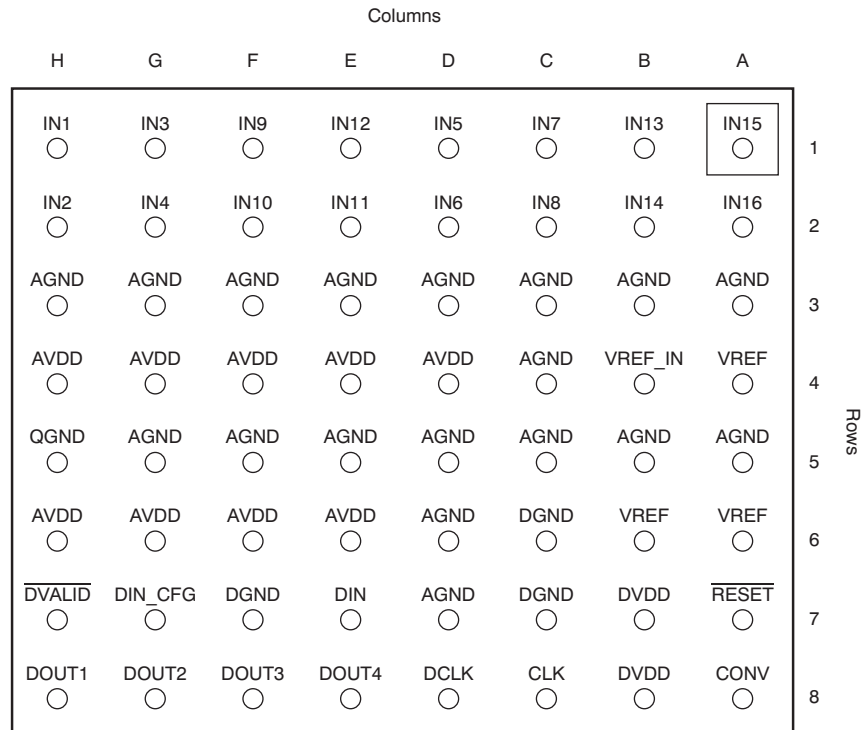 Columns
H G F E D C B A
IN1 IN3 IN9 IN12 IN5 IN7 IN13 IN15
1
IN2 IN4 IN10 IN11 IN6 IN8 IN14 IN16
2
AGND AGND AGND AGND AGND AGND AGND AGND
3
AVDD AVDD AVDD AVDD AVDD AGND VREF_IN VREF
4
QGND AGND AGND AGND AGND AGND AGND AGND
5
Rows
AVDD AVDD AVDD AVDD AGND DGND VREF VREF
6
DVALID DIN_CFG DGND DIN AGND DGND DVDD RESET
7
DOUT1 DOUT2 DOUT3 DOUT4 DCLK CLK DVDD CONV
8